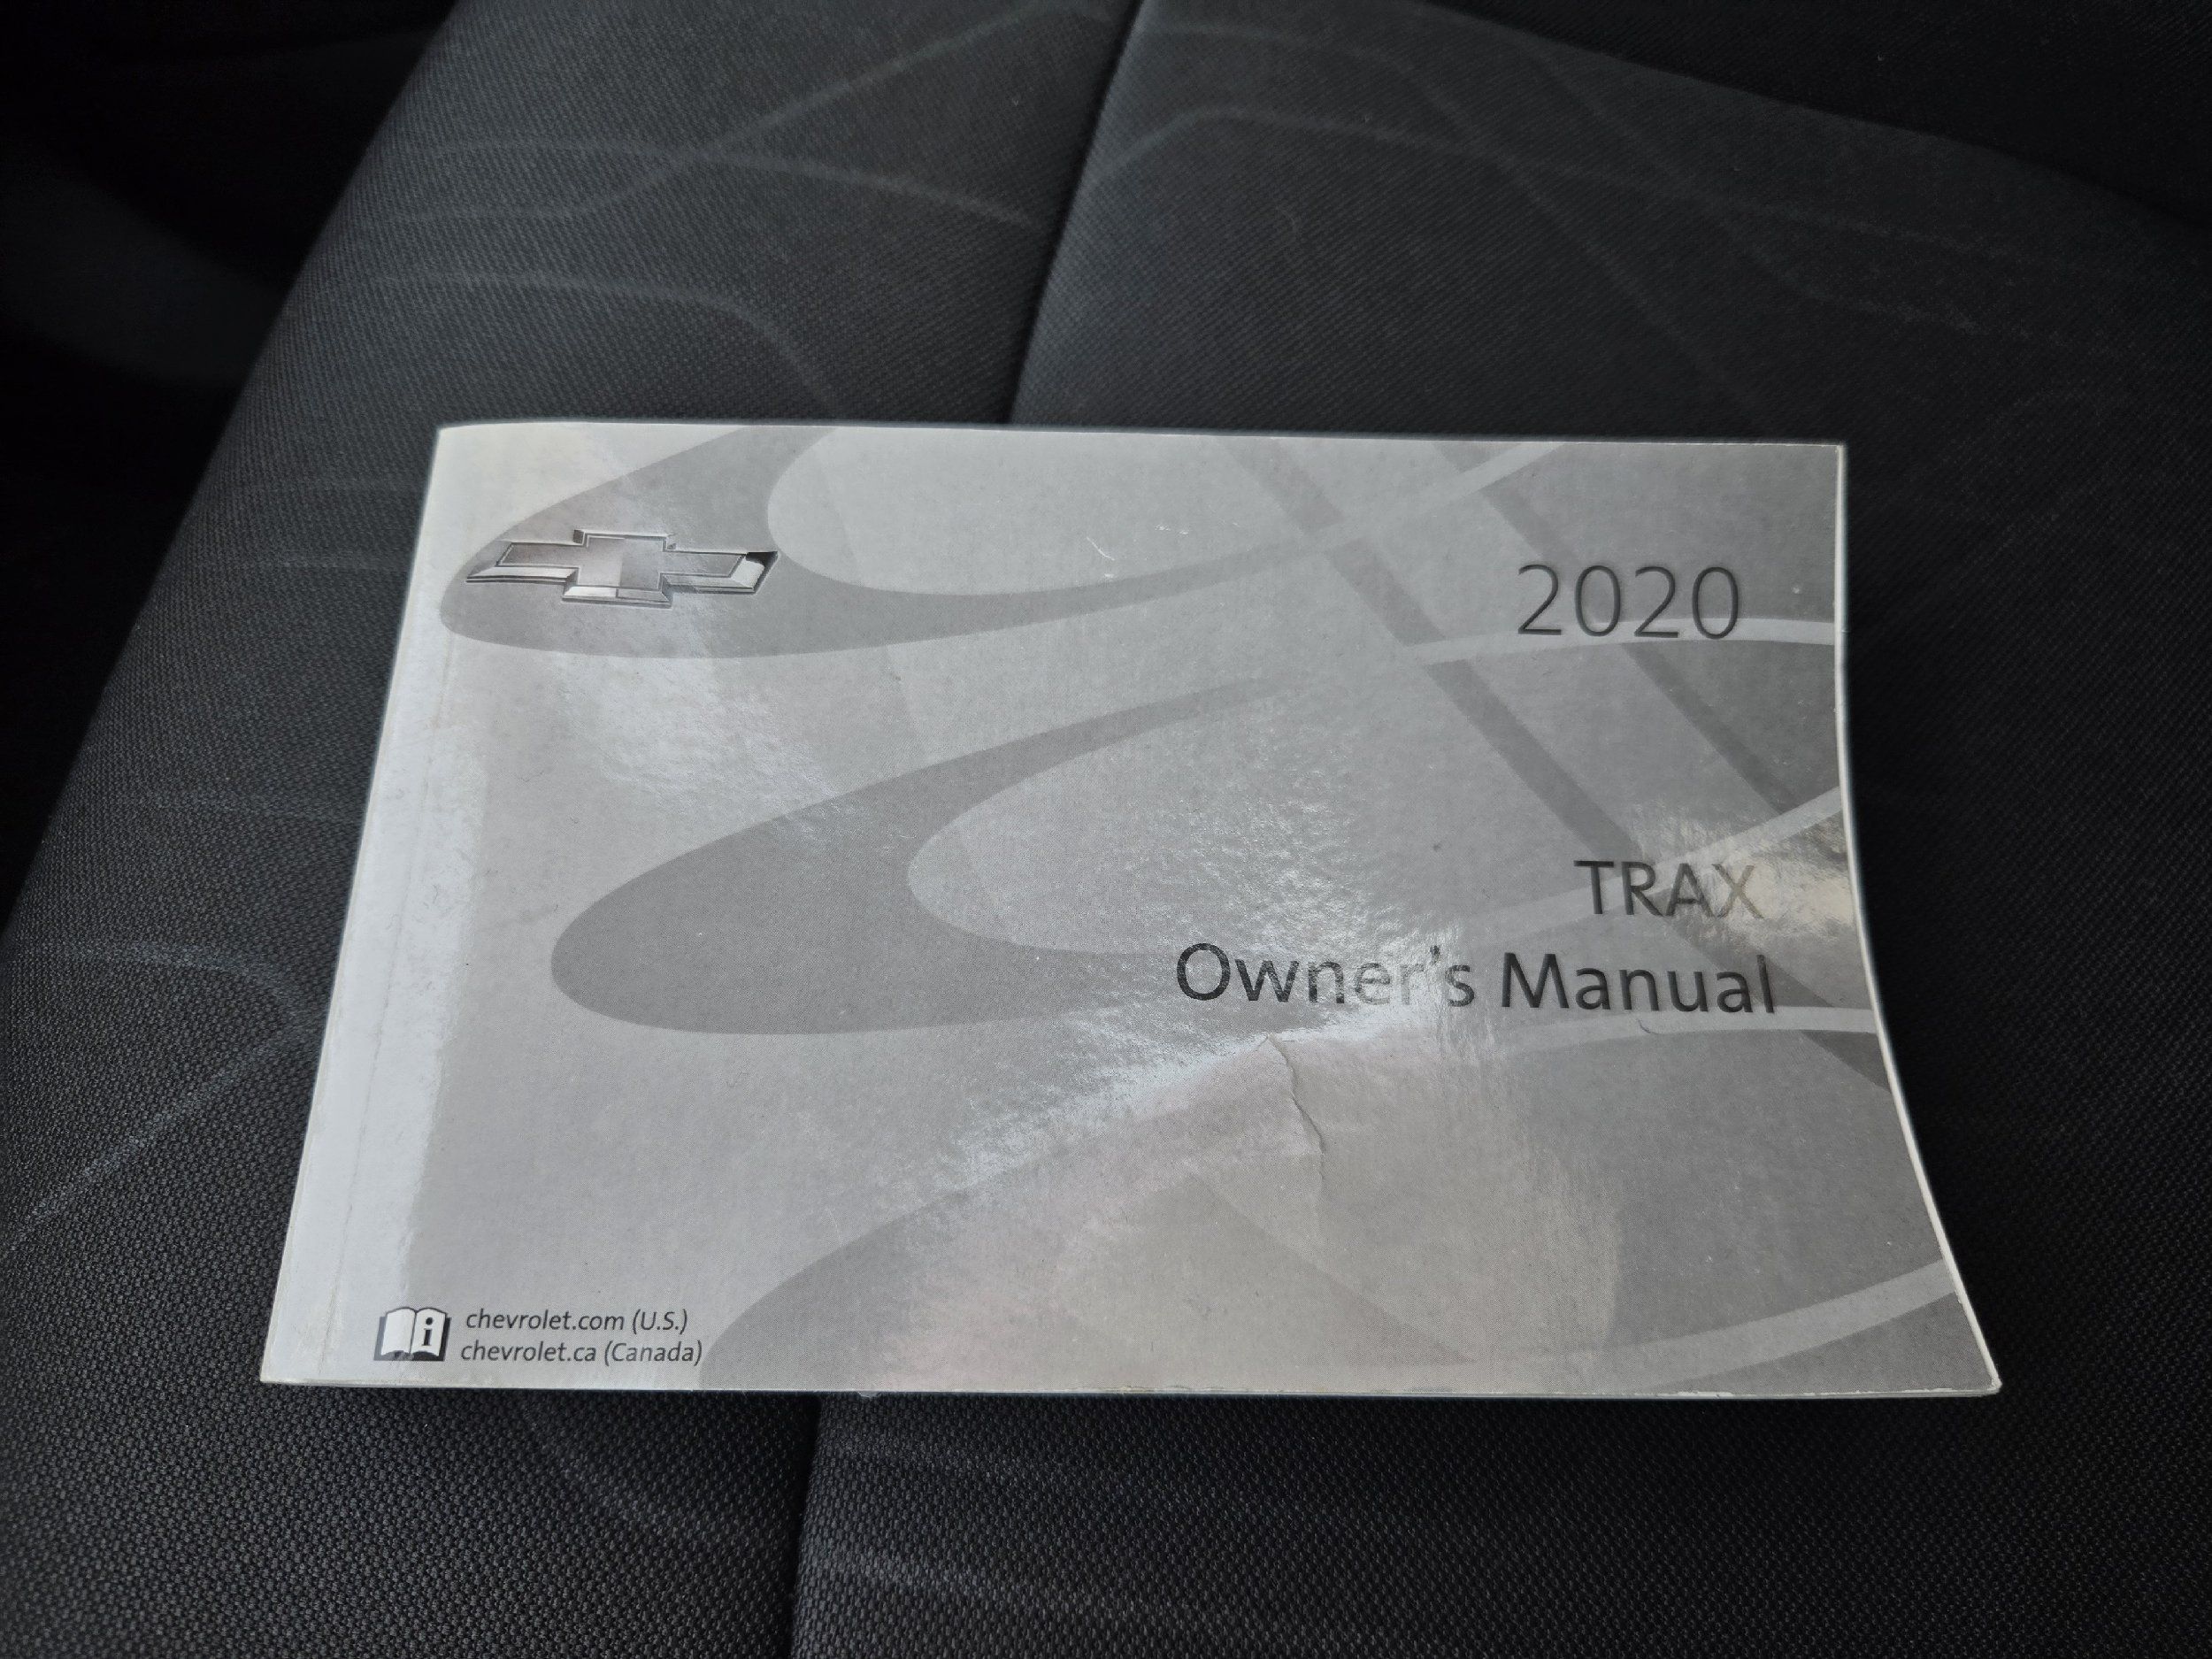 2020
TRAX
Owner's Manual
i
chevrolet.com (U.S.)
chevrolet.ca (Canada)